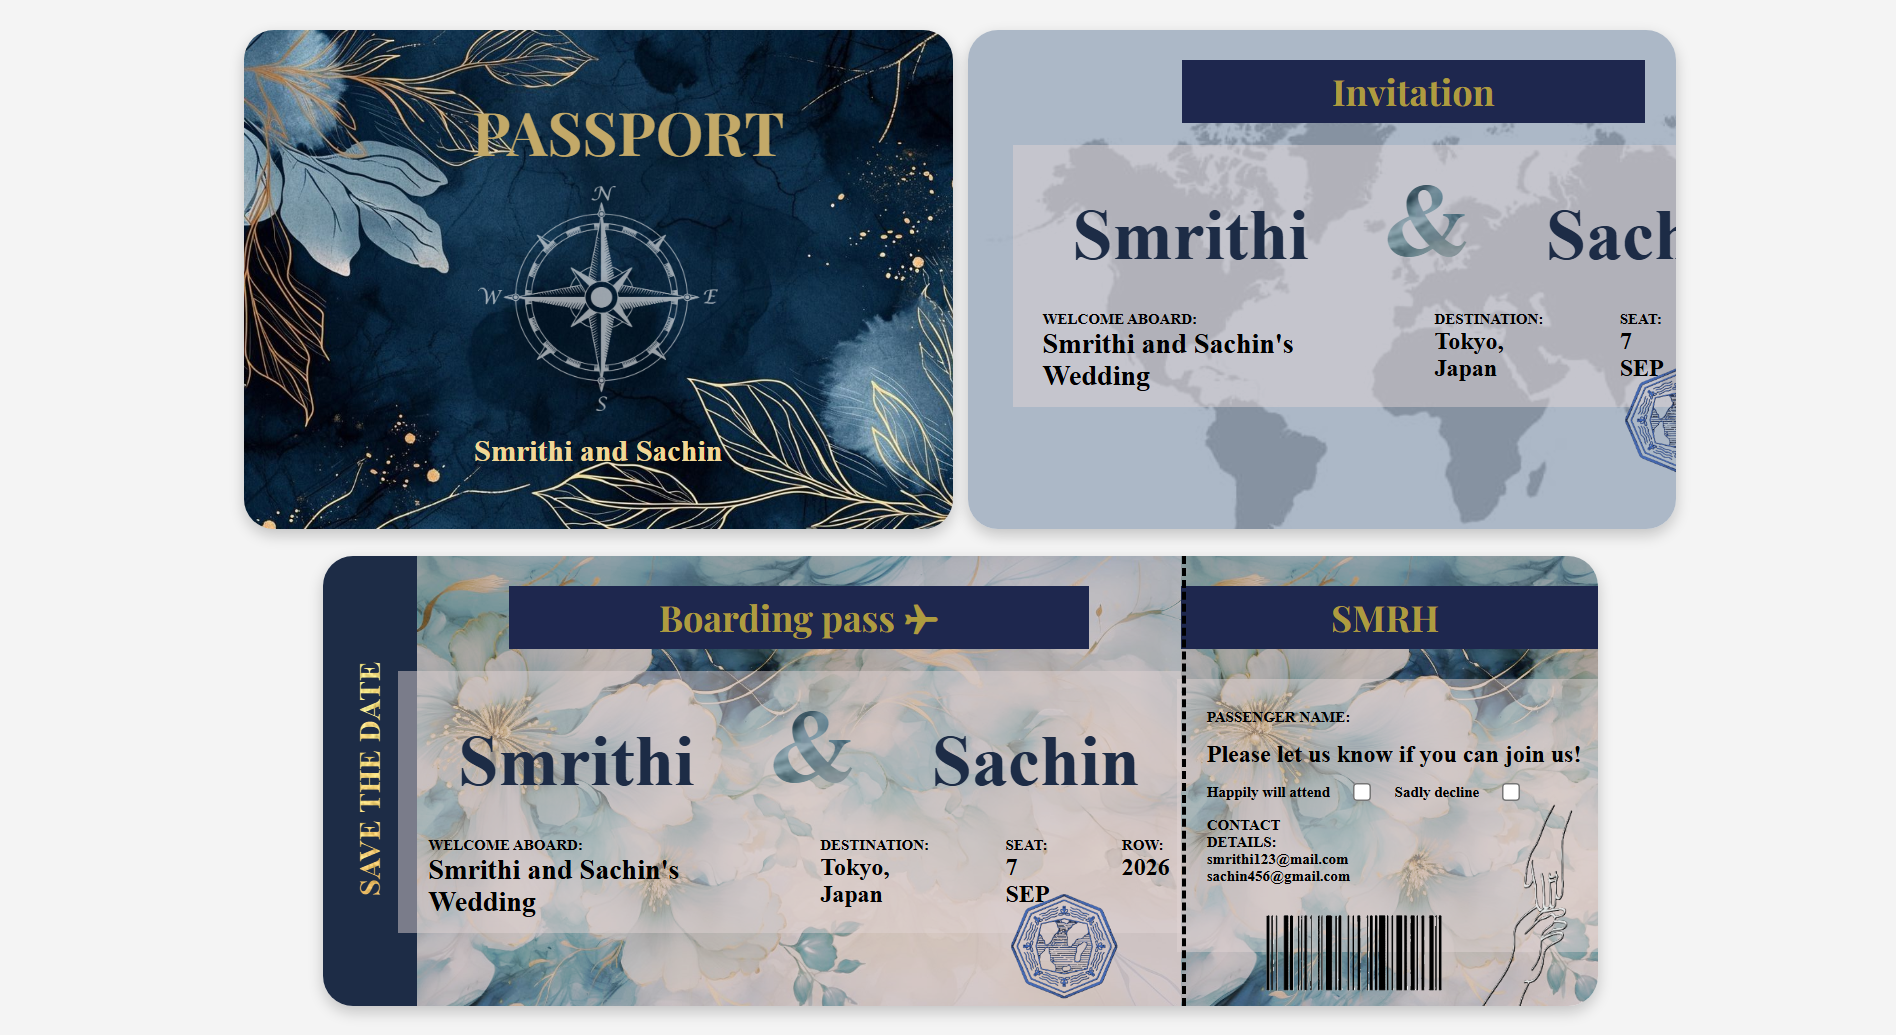 PASSPORT
N
W
E
S
Smrithi and Sachin
Invitation
Smrithi & Sach
WELCOME ABOARD:
Smrithi and Sachin's
Wedding
DESTINATION:
Tokyo,
Japan
SEAT:
7
SEP
SAVE THE DATE
Boarding pass
Smrithi & Sachin
WELCOME ABOARD:
Smrithi and Sachin's
Wedding
DESTINATION:
Tokyo,
Japan
SEAT:
7
SEP
ROW:
2026
SMRH
PASSENGER NAME:
Please let us know if you can join us!
Happily will attend
Sadly decline
CONTACT
DETAILS:
smrithi123@mail.com
sachin456@gmail.com